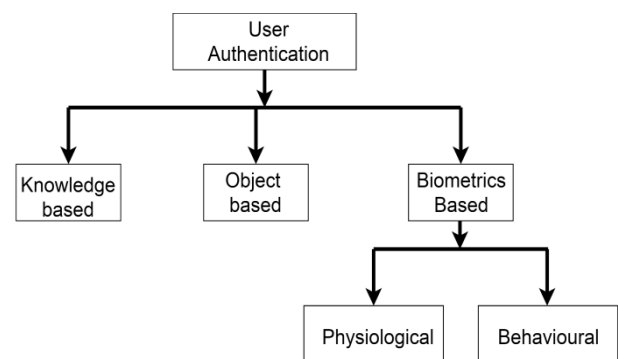 User
Authentication
Knowledge
based
Object
based
Biometrics
Based
Physiological
Behavioural